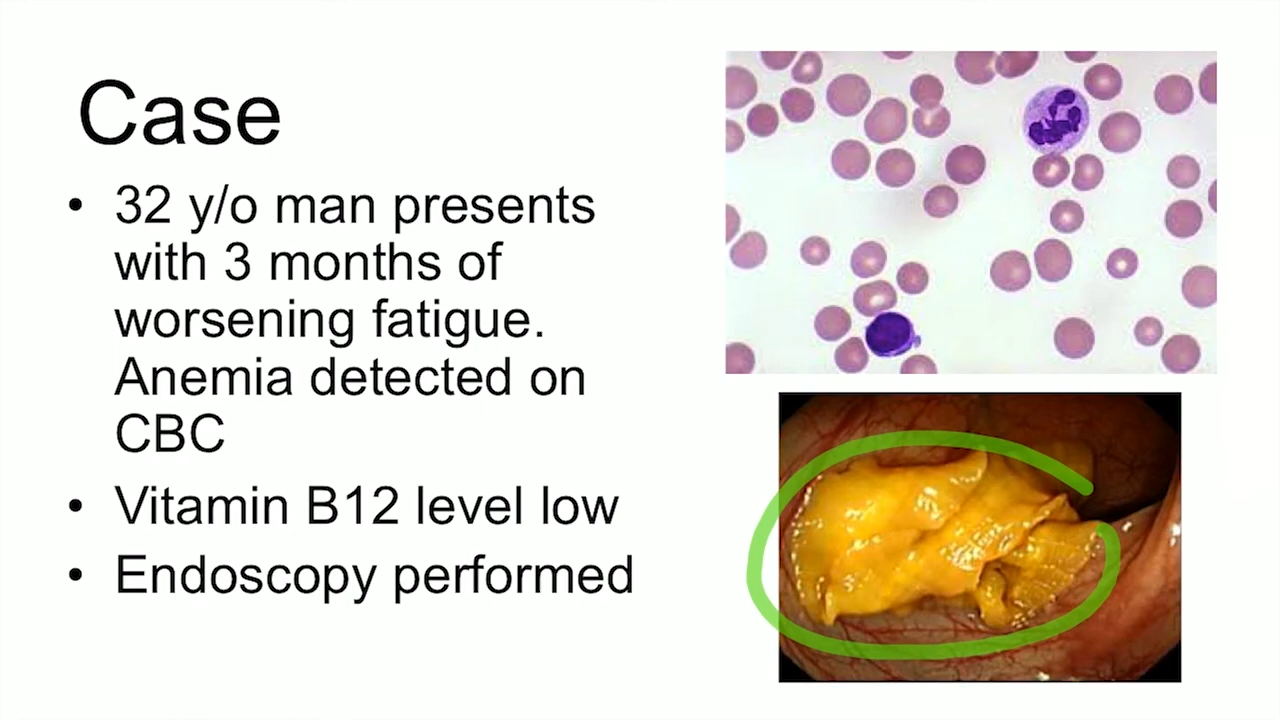 Case
• 32 y/o man presents
with 3 months of
worsening fatigue.
Anemia detected on
CBC
• Vitamin B12 level low
• Endoscopy performed